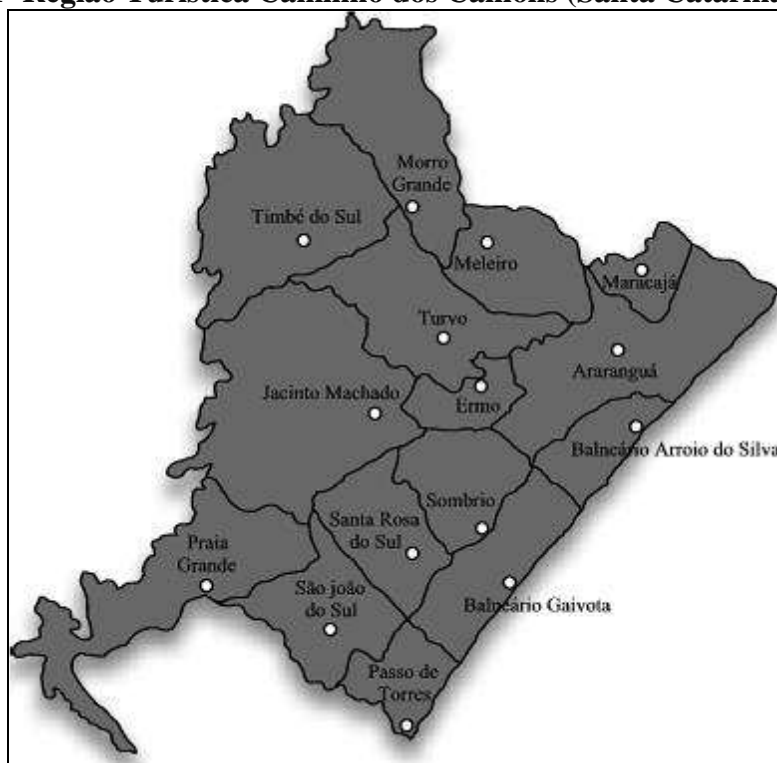 Região Turística Caminho dos Canions (Santa Catarina
Morro
Grande
Timbé do Sul
Meleiro
Maracajá
Turvo
Araranguá
Jacinto Machado
Ermo
Balneário Arroio do Silva
Sombrio
Santa Rosa
do Sul
Praia
Grande
São joão
do Sul
Balneário Gaivota
Passo de
Torres